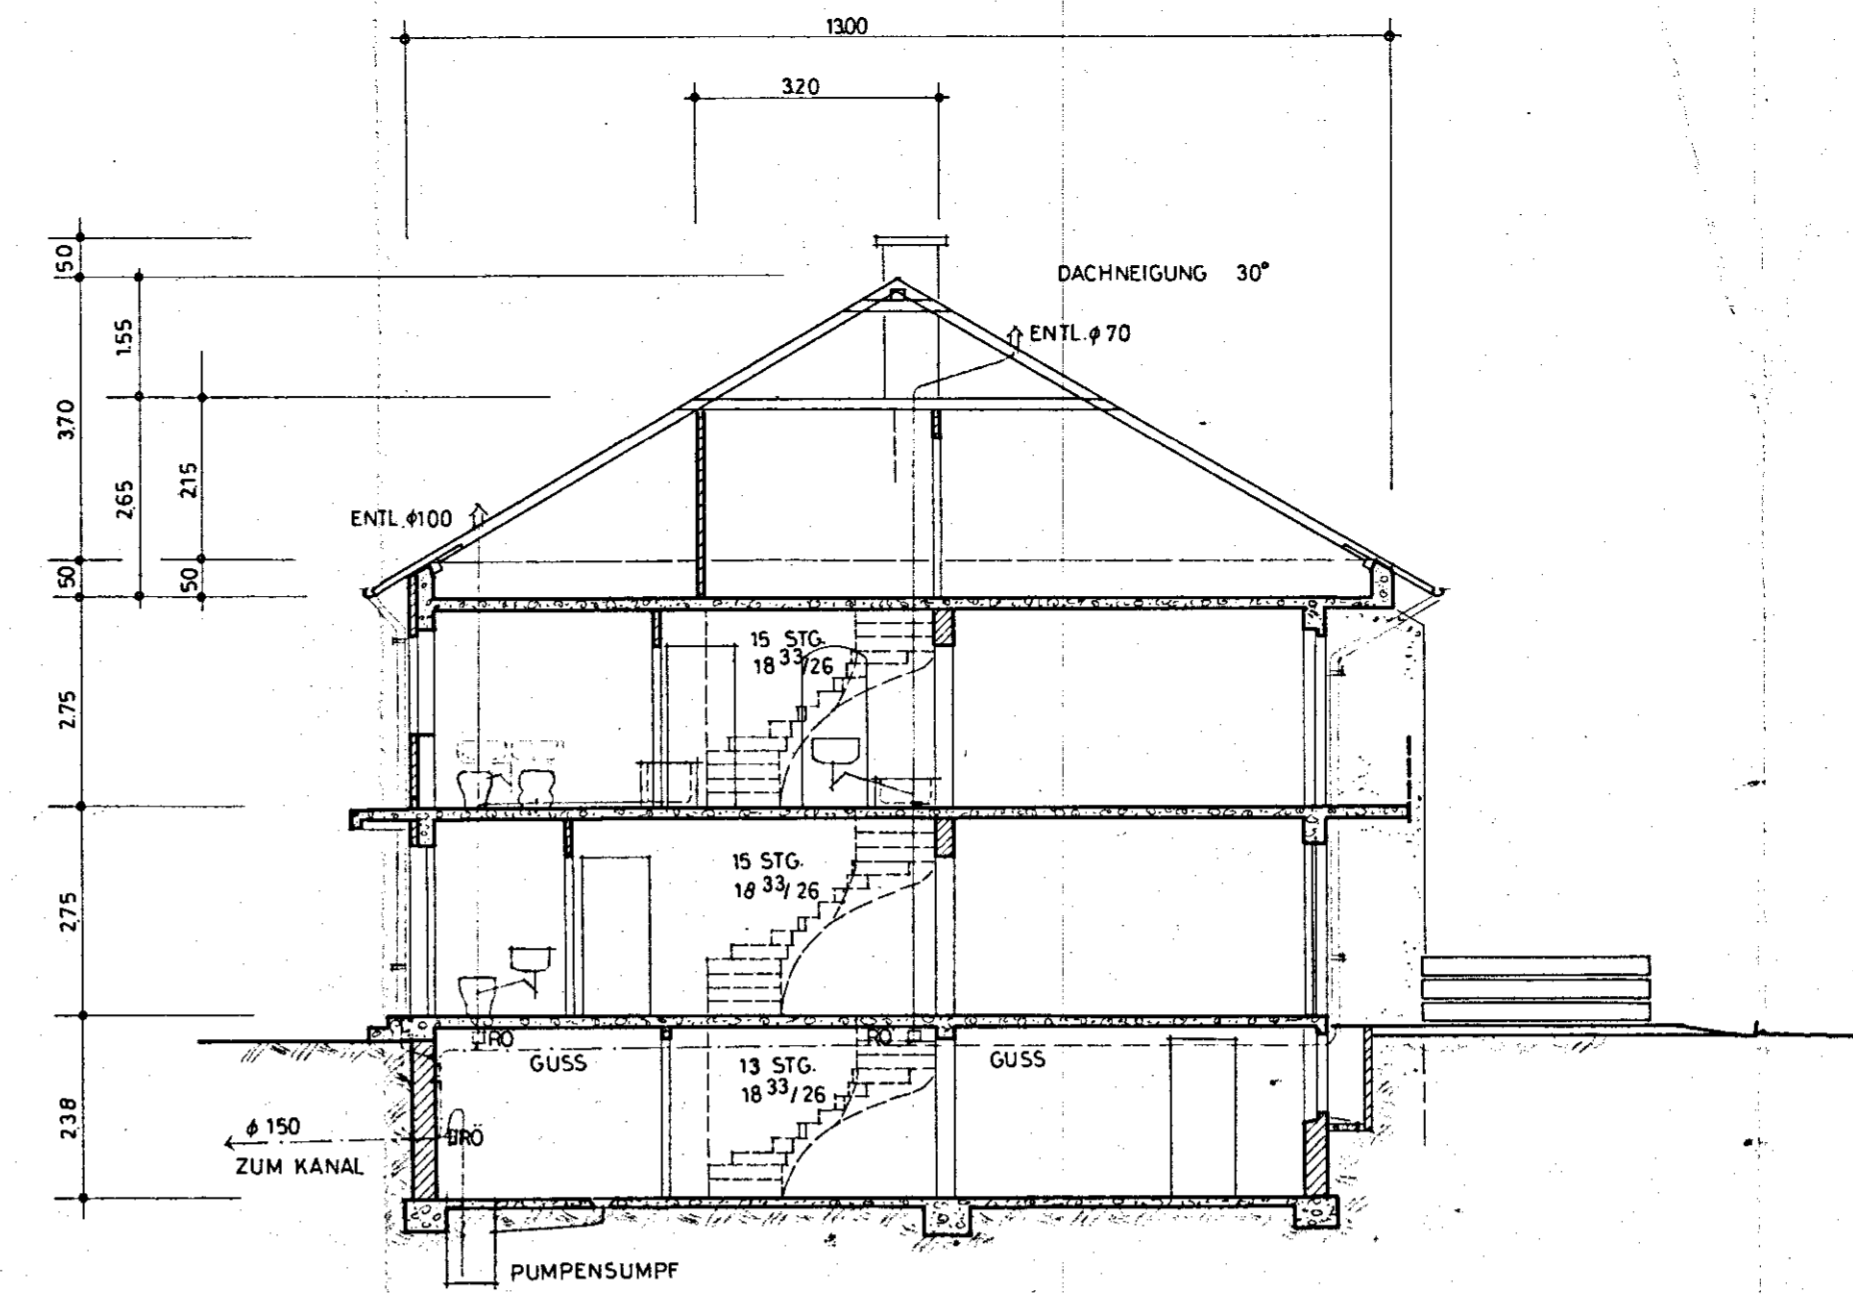 13.00
3.20
50
DACHNEIGUNG 30°
1.55
ENTL. ϕ 70
3.70
2.15
2.65
ENTL. ϕ100
50
50
15 STG.
18 33/26
2.75
15 STG.
18 33/26
2.75
RÖ
RÖ
GUSS
GUSS
13 STG.
18 33/26
2.38
ϕ 150
RÖ
ZUM KANAL
PUMPENSUMPF